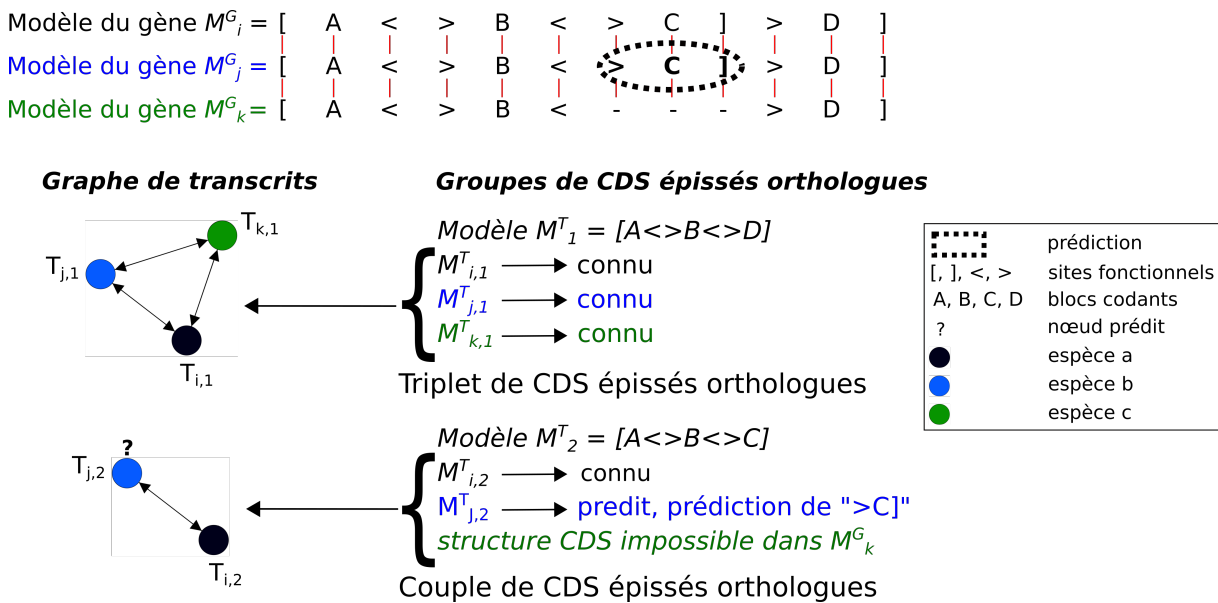 Modèle du gène M^G_i = [ A < > B < > C ] > D ]
Modèle du gène M^G_j = [ A < > B < > C ] > D ]
Modèle du gène M^G_k = [ A < > B < - - - > D ]
Graphe de transcrits
Groupes de CDS épissés orthologues
T_k,1
T_j,1
T_i,1
Modèle M^T_1 = [A<>B<>D]
M^T_i,1 connu
M^T_j,1 connu
M^T_k,1 connu
Triplet de CDS épissés orthologues
?
T_j,2
T_i,2
Modèle M^T_2 = [A<>B<>C]
M^T_i,2 connu
M^T_J,2 predit, prédiction de ">C]"
structure CDS impossible dans M^G_k
Couple de CDS épissés orthologues
prédiction
[, ], <, > sites fonctionnels
A, B, C, D blocs codants
? nœud prédit
espèce a
espèce b
espèce c